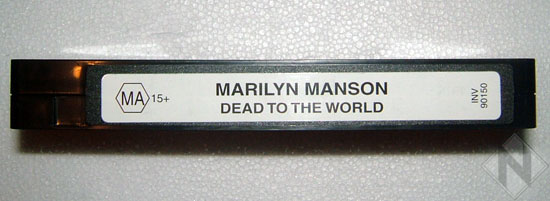 MA 15+
MARILYN MANSON
DEAD TO THE WORLD
INV
90150
N